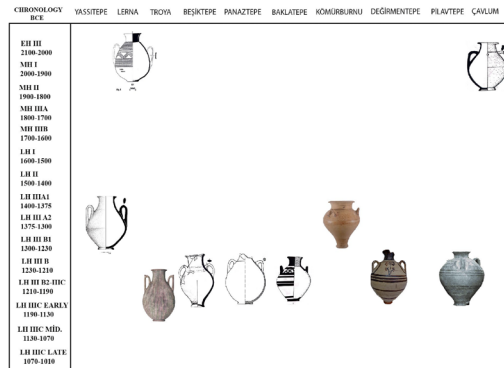 CHRONOLOGY
BCE
YASSITEPE LERNA TROYA BEŞİKTEPE PANAZTEPE BAKLATEPE KÖMÜRBURNU DEĞİRMENTEPE PİLAVTEPE ÇAVLUM
EH III
2100-2000
MH I
2000-1900
MH II
1900-1800
MH IIIA
1800-1700
MH IIIB
1700-1600
LH I
1600-1500
LH II
1500-1400
LH IIIA1
1400-1375
LH III A2
1375-1300
LH III B1
1300-1230
LH III B
1230-1210
LH III B2-IIIC
1210-1190
LH IIIC EARLY
1190-1130
LH IIIC MİD.
1130-1070
LH IIIC LATE
1070-1010